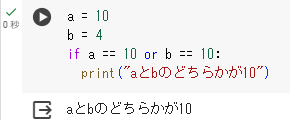 a = 10
b = 4
if a == 10 or b == 10:
  print("aとbのどちらかが10")
0
秒
aとbのどちらかが10